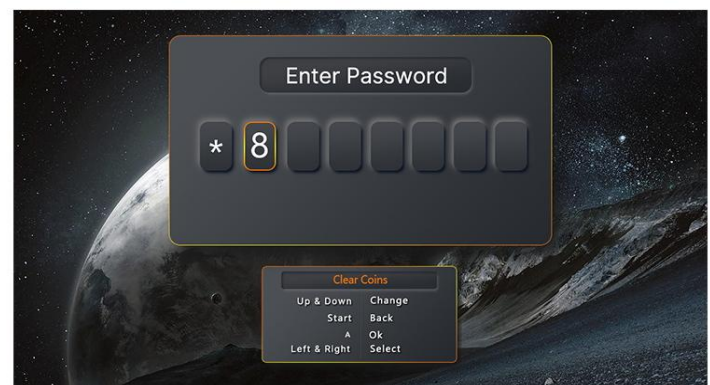 Enter Password
* 8
Clear Coins
Up & Down Change
Start Back
A Ok
Left & Right Select